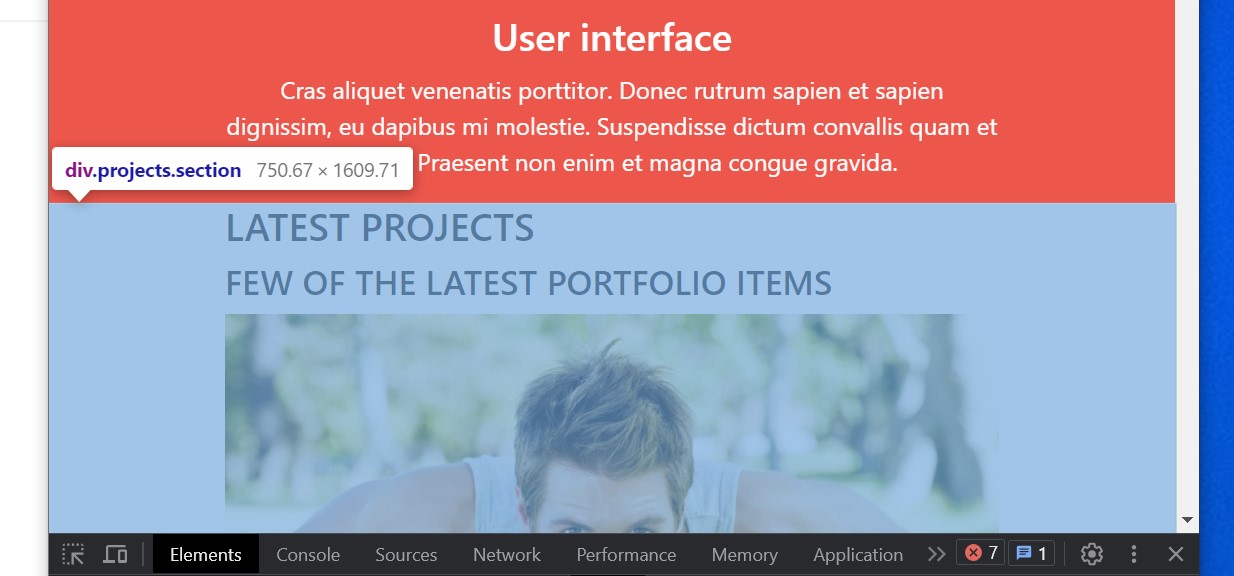 User interface
Cras aliquet venenatis porttitor. Donec rutrum sapien et sapien
dignissim, eu dapibus mi molestie. Suspendisse dictum convallis quam et
Praesent non enim et magna congue gravida.
div.projects.section 750.67 × 1609.71
LATEST PROJECTS
FEW OF THE LATEST PORTFOLIO ITEMS
Elements Console Sources Network Performance Memory Application 7 1